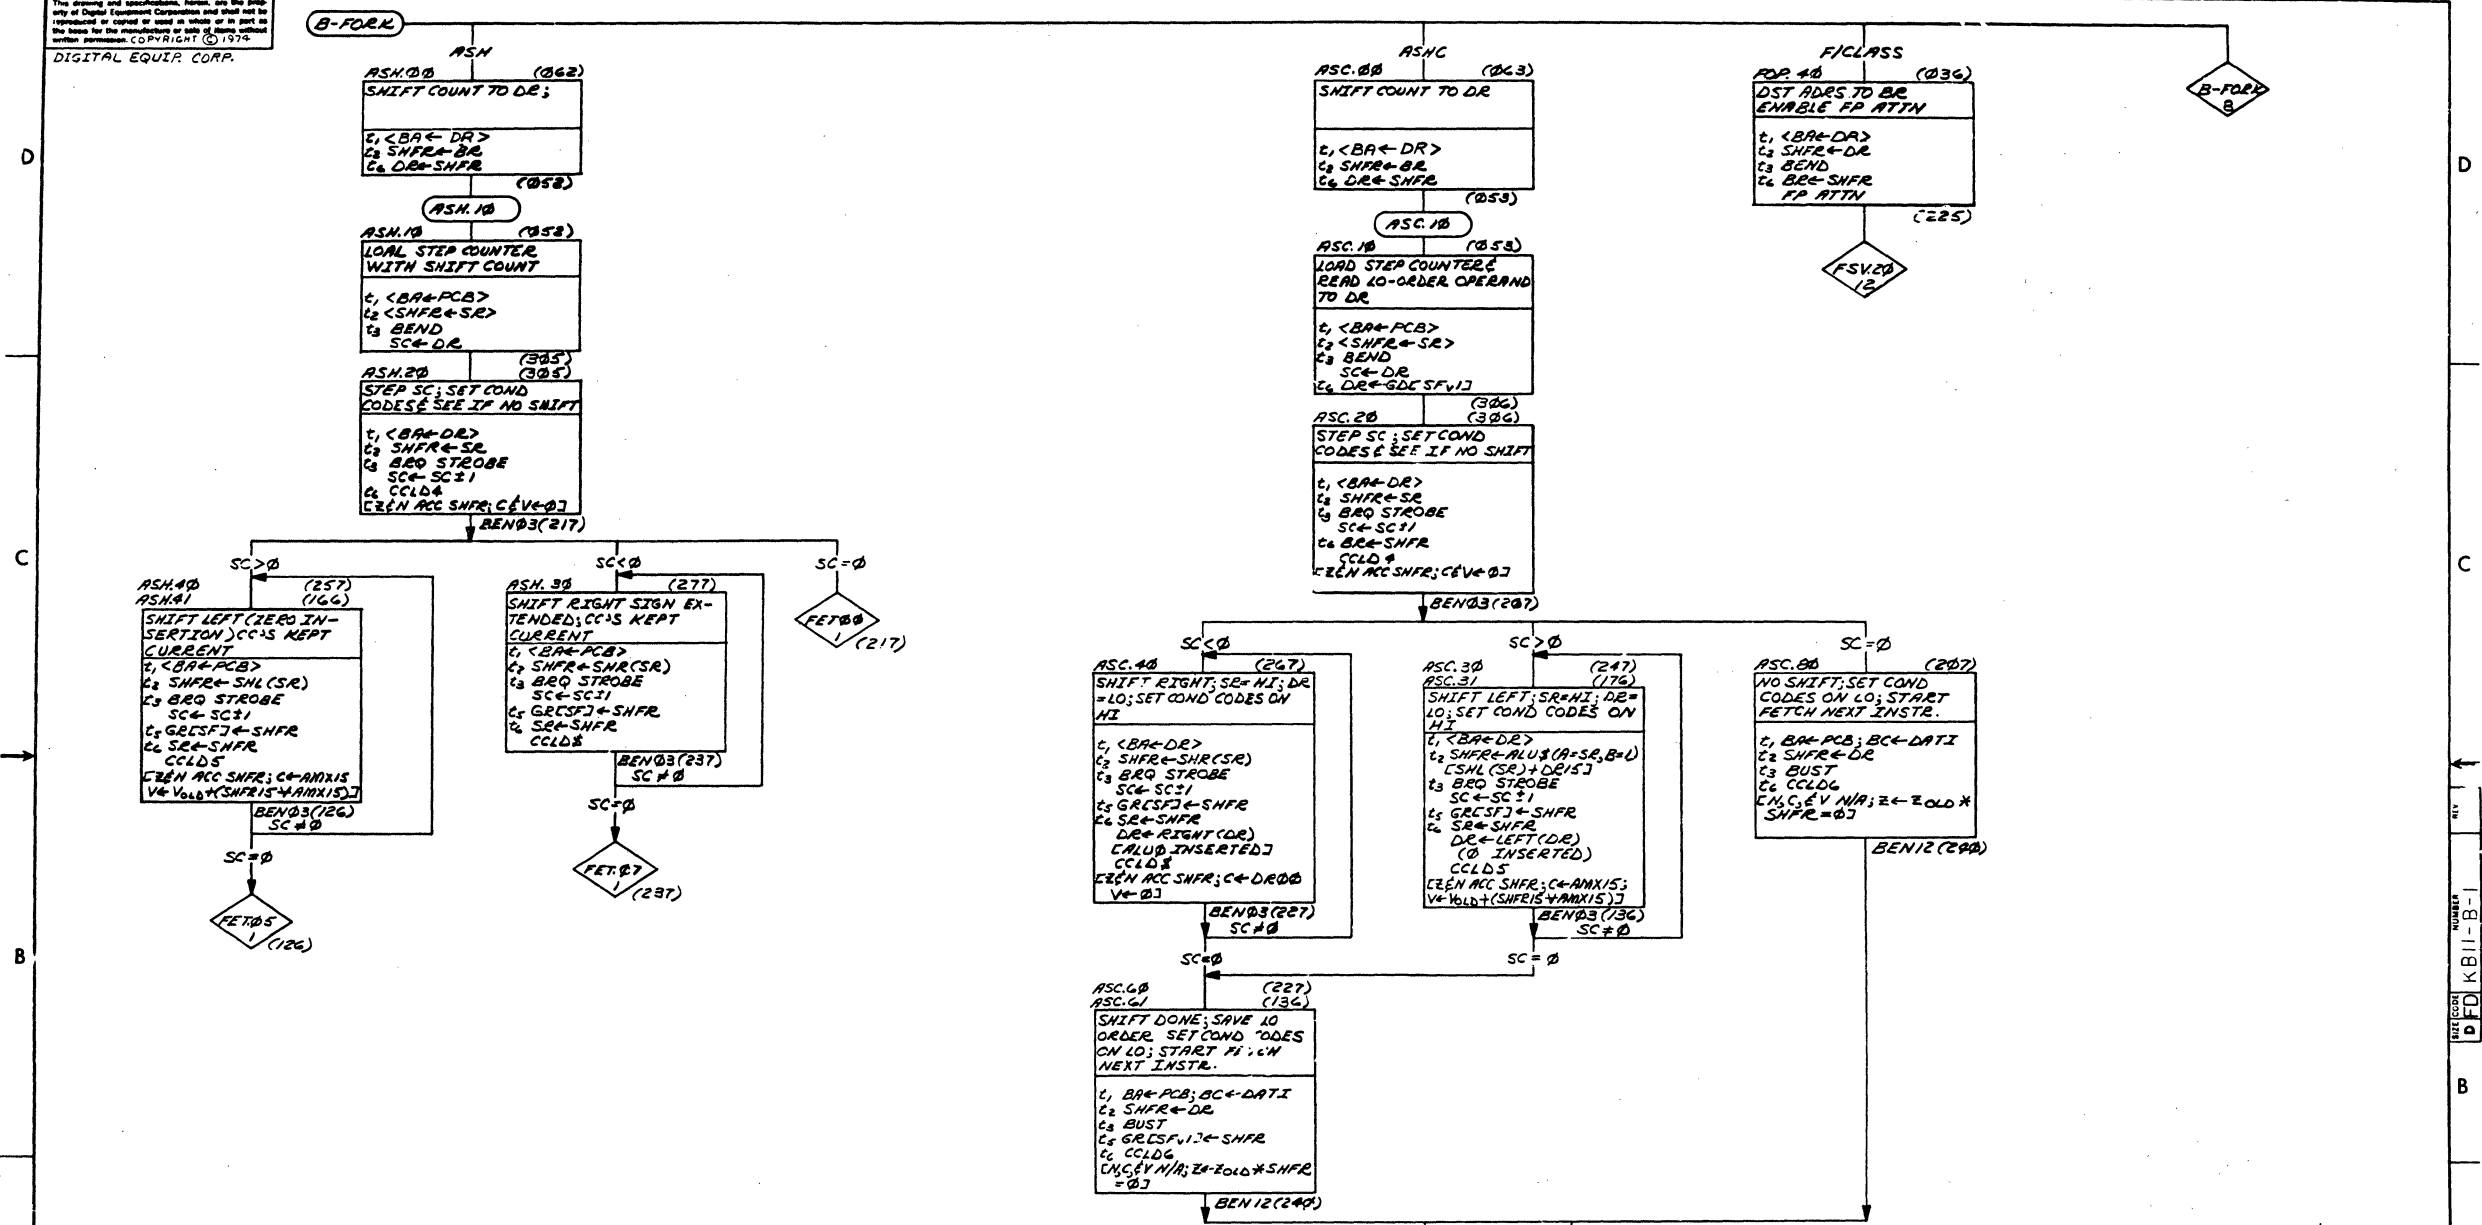 This drawing and specifications, herein, are the prop-
erty of Digital Equipment Corporation and shall not be
reproduced or copied or used in whole or in part as
the basis for the manufacture or sale of items without
written permission. COPYRIGHT © 1974
DIGITAL EQUIP. CORP.
B-FORK
ASH
ASH.ØØ (Ø62)
SHIFT COUNT TO DR;
t1 <BA←DR>
t2 SHFR←BR
t6 DR←SHFR
(Ø52)
ASH.1Ø
ASH.1Ø (Ø52)
LOAL STEP COUNTER
WITH SHIFT COUNT
t1 <BA←PCB>
t2 <SHFR←SR>
t3 BEND
SC←DR
(3Ø5)
ASH.2Ø (3Ø5)
STEP SC; SET COND
CODES & SEE IF NO SHIFT
t1 <BA←DR>
t2 SHFR←SR
t3 BRQ STROBE
SC←SC±1
t6 CCLD4
[Z&N ACC SHFR; C&V←Ø]
BENØ3(217)
SC>Ø
SC<Ø
SC=Ø
ASH.4Ø (257)
ASH.41 (166)
SHIFT LEFT (ZERO IN-
SERTION) CC'S KEPT
CURRENT
t1 <BA←PCB>
t2 SHFR←SHL(SR)
t3 BRQ STROBE
SC←SC±1
t5 GR[SF]←SHFR
t6 SR←SHFR
CCLD5
[Z&N ACC SHFR; C←AMX15
V←VOLD+(SHFR15∀AMX15)]
BENØ3(126)
SC≠Ø
SC=Ø
FET.Ø5
1
(126)
ASH.3Ø (277)
SHIFT RIGHT SIGN EX-
TENDED; CC'S KEPT
CURRENT
t1 <BA←PCB>
t2 SHFR←SHR(SR)
t3 BRQ STROBE
SC←SC±1
t5 GR[SF]←SHFR
t6 SR←SHFR
CCLD$
BENØ3(237)
SC≠Ø
SC=Ø
FET.Ø7
1
(237)
FETØØ
1
(217)
ASHC
ASC.ØØ (Ø63)
SHIFT COUNT TO DR
t1 <BA←DR>
t2 SHFR←BR
t6 DR←SHFR
(Ø53)
ASC.1Ø
ASC.1Ø (Ø53)
LOAD STEP COUNTER &
READ LO-ORDER OPERAND
TO DR
t1 <BA←PCB>
t2 <SHFR←SR>
t3 BEND
SC←DR
t6 DR←GD[SFv1]
(3Ø6)
ASC.2Ø (3Ø6)
STEP SC; SET COND
CODES & SEE IF NO SHIFT
t1 <BA←DR>
t2 SHFR←SR
t3 BRQ STROBE
SC←SC±1
t6 BR←SHFR
CCLD4
[Z&N ACC SHFR; C&V←Ø]
BENØ3(2Ø7)
SC<Ø
SC>Ø
SC=Ø
ASC.4Ø (267)
SHIFT RIGHT; SR=HI; DR
=LO; SET COND CODES ON
HI
t1 <BA←DR>
t2 SHFR←SHR(SR)
t3 BRQ STROBE
SC←SC±1
t5 GR[SF]←SHFR
t6 SR←SHFR
DR←RIGHT(DR)
[ALUØ INSERTED]
CCLD$
[Z&N ACC SHFR; C←DRØØ
V←Ø]
BENØ3(227)
SC≠Ø
SC=Ø
ASC.3Ø (247)
ASC.31 (176)
SHIFT LEFT; SR=HI; DR=
LO; SET COND CODES ON
HI
t1 <BA←DR>
t2 SHFR←ALU$(A=SR,B=L)
[SHL(SR)+DR15]
t3 BRQ STROBE
SC←SC±1
t5 GR[SF]←SHFR
t6 SR←SHFR
DR←LEFT(DR)
(Ø INSERTED)
CCLD5
[Z&N ACC SHFR; C←AMX15;
V←VOLD+(SHFR15∀AMX15)]
BENØ3(136)
SC≠Ø
SC=Ø
ASC.8Ø (2Ø7)
NO SHIFT; SET COND
CODES ON LO; START
FETCH NEXT INSTR.
t1 BA←PCB; BC←DATI
t2 SHFR←DR
t3 BUST
t6 CCLD6
[N,C,&V N/A; Z←ZOLD*
SHFR=Ø]
BEN12(24Ø)
ASC.6Ø (227)
ASC.61 (136)
SHIFT DONE; SAVE LO
ORDER SET COND ODES
ON LO; START
NEXT INSTR.
t1 BA←PCB; BC←DATI
t2 SHFR←DR
t3 BUST
t5 GR[SFv1]←SHFR
t6 CCLD6
[N,C,&V N/A; Z←ZOLD*SHFR
=Ø]
BEN12(24Ø)
F/CLASS
FOP.4Ø (Ø36)
DST ADRS TO BR
ENABLE FP ATTN
t1 <BA←DR>
t2 SHFR←DR
t3 BEND
t6 BR←SHFR
FP ATTN
(225)
FSV.2Ø
12
B-FORK
8
D
C
B
D
C
B
REV
NUMBER
KB11-B-1
SIZE CODE
D FD